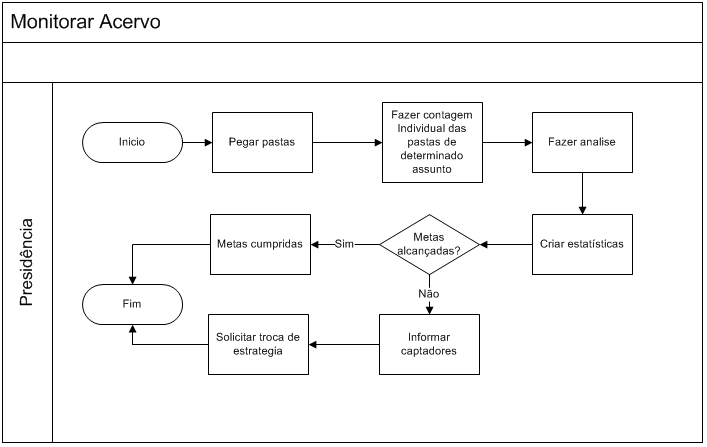 Monitorar Acervo
Presidência
Inicio
Pegar pastas
Fazer contagem
Individual das
pastas de
determinado
assunto
Fazer analise
Criar estatísticas
Metas
alcançadas?
Sim
Metas cumpridas
Fim
Não
Informar
captadores
Solicitar troca de
estrategia